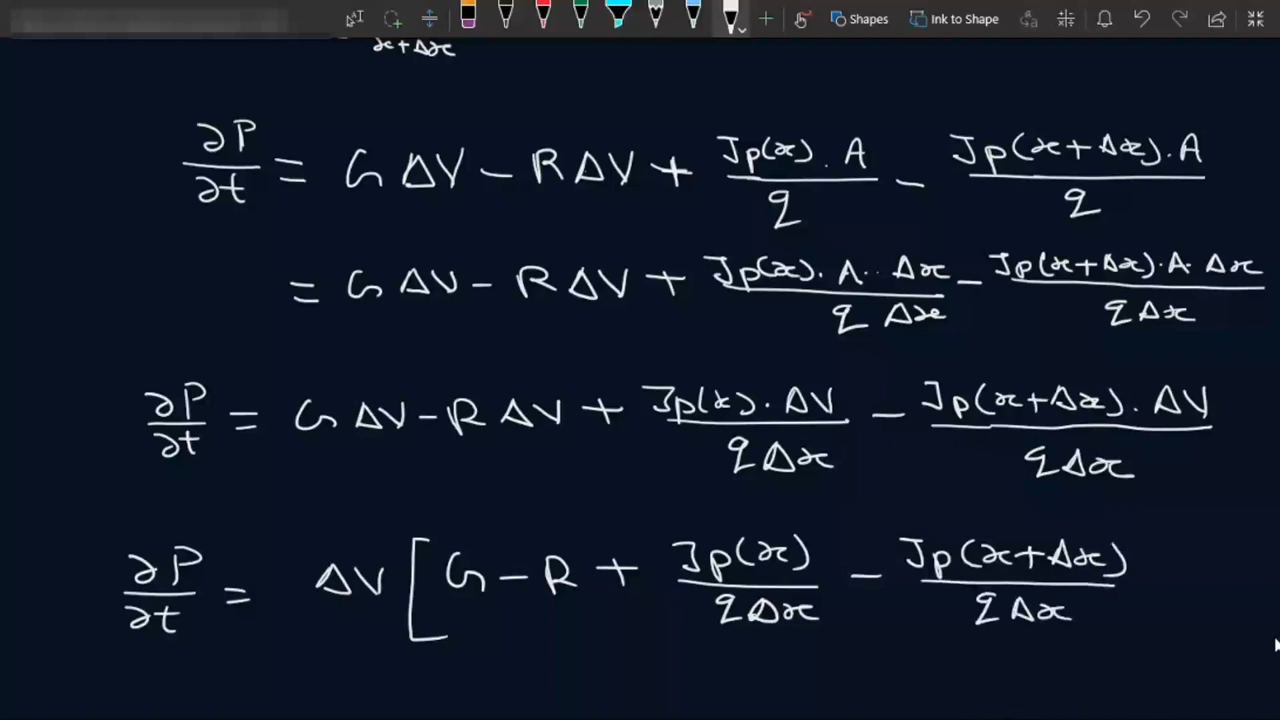 Shapes Ink to Shape
x+Δx
∂P/∂t = G ΔV − R ΔV + Jp(x) . A / q − Jp(x+Δx) . A / q
= G ΔV − R ΔV + Jp(x) . A . . Δx / q Δx − Jp(x+Δx) . A . Δx / q Δx
∂P/∂t = G ΔV − R ΔV + Jp(x) . ΔV / q Δx − Jp(x+Δx) . ΔV / q Δx
∂P/∂t = ΔV [ G − R + Jp(x) / q Δx − Jp(x+Δx) / q Δx